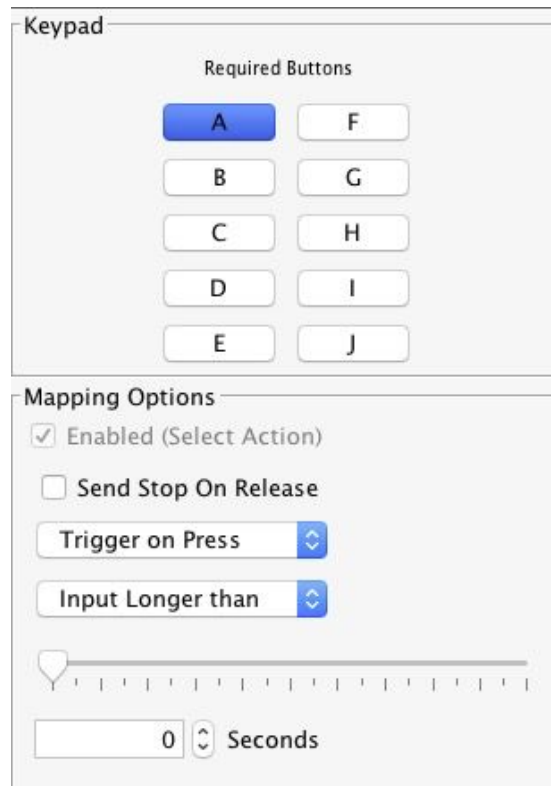 Keypad
Required Buttons
A F
B G
C H
D I
E J
Mapping Options
Enabled (Select Action)
Send Stop On Release
Trigger on Press
Input Longer than
0 Seconds